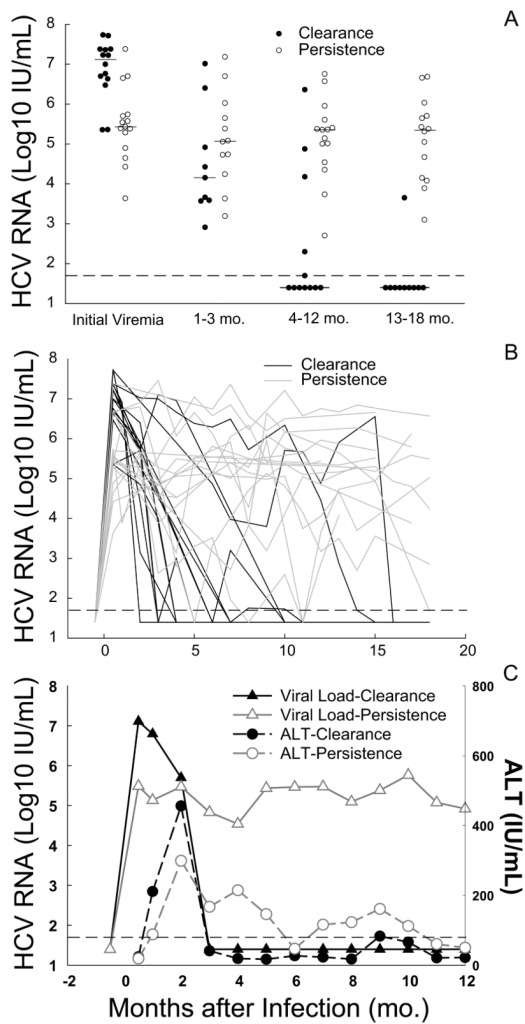 A
HCV RNA (Log10 IU/mL)
8
7
6
5
4
3
2
1
Clearance
Persistence
Initial Viremia 1-3 mo. 4-12 mo. 13-18 mo.
B
HCV RNA (Log10 IU/mL)
8
7
6
5
4
3
2
1
Clearance
Persistence
0 5 10 15 20
C
HCV RNA (Log10 IU/mL)
8
7
6
5
4
3
2
1
Viral Load-Clearance
Viral Load-Persistence
ALT-Clearance
ALT-Persistence
800
600
400
200
0
ALT (IU/mL)
-2 0 2 4 6 8 10 12
Months after Infection (mo.)